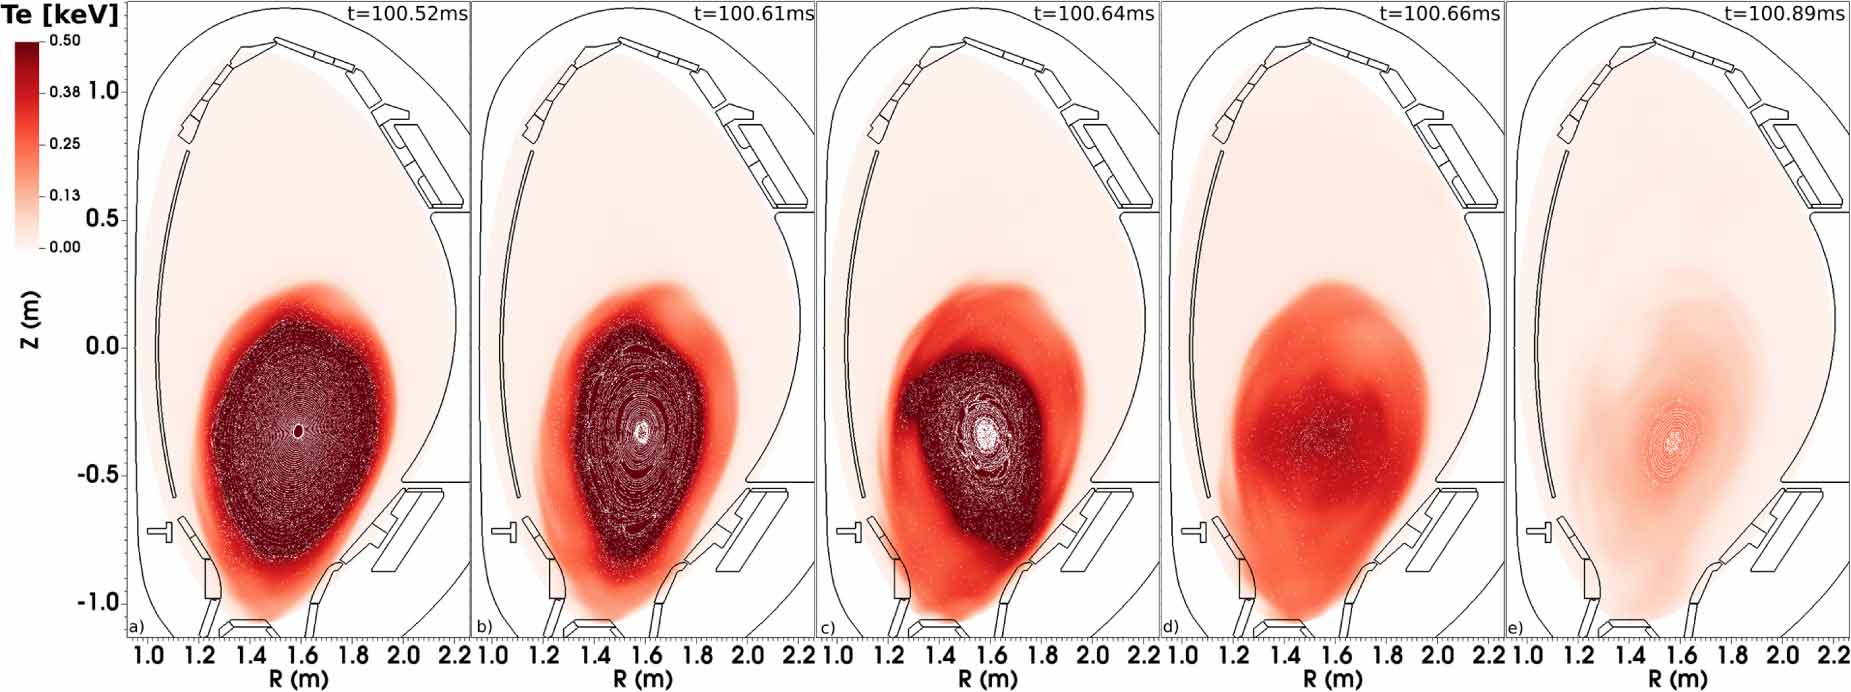 Te [keV]
t=100.52ms
t=100.61ms
t=100.64ms
t=100.66ms
t=100.89ms
0.50
0.38
0.25
0.13
0.00
1.0
0.5
0.0
-0.5
-1.0
Z (m)
a)
b)
c)
d)
e)
1.0 1.2 1.4 1.6 1.8 2.0 2.2
1.0 1.2 1.4 1.6 1.8 2.0 2.2
1.0 1.2 1.4 1.6 1.8 2.0 2.2
1.0 1.2 1.4 1.6 1.8 2.0 2.2
1.0 1.2 1.4 1.6 1.8 2.0 2.2
R (m)
R (m)
R (m)
R (m)
R (m)